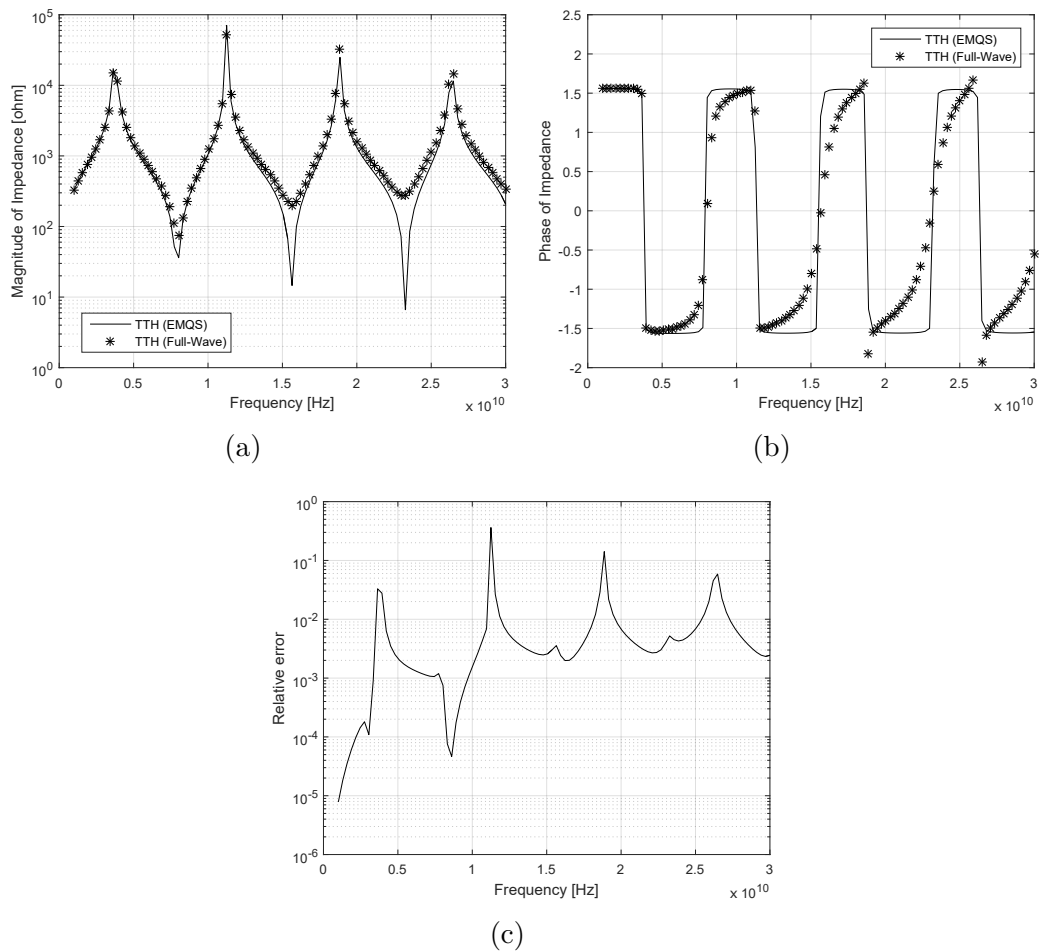 Magnitude of Impedance [ohm]
10^5
10^4
10^3
10^2
10^1
10^0
TTH (EMQS)
TTH (Full-Wave)
0 0.5 1 1.5 2 2.5 3
Frequency [Hz]
x 10^10
(a)
Phase of Impedance
2.5
2
1.5
1
0.5
0
-0.5
-1
-1.5
-2
TTH (EMQS)
TTH (Full-Wave)
0 0.5 1 1.5 2 2.5 3
Frequency [Hz]
x 10^10
(b)
Relative error
10^0
10^-1
10^-2
10^-3
10^-4
10^-5
10^-6
0 0.5 1 1.5 2 2.5 3
Frequency [Hz]
x 10^10
(c)